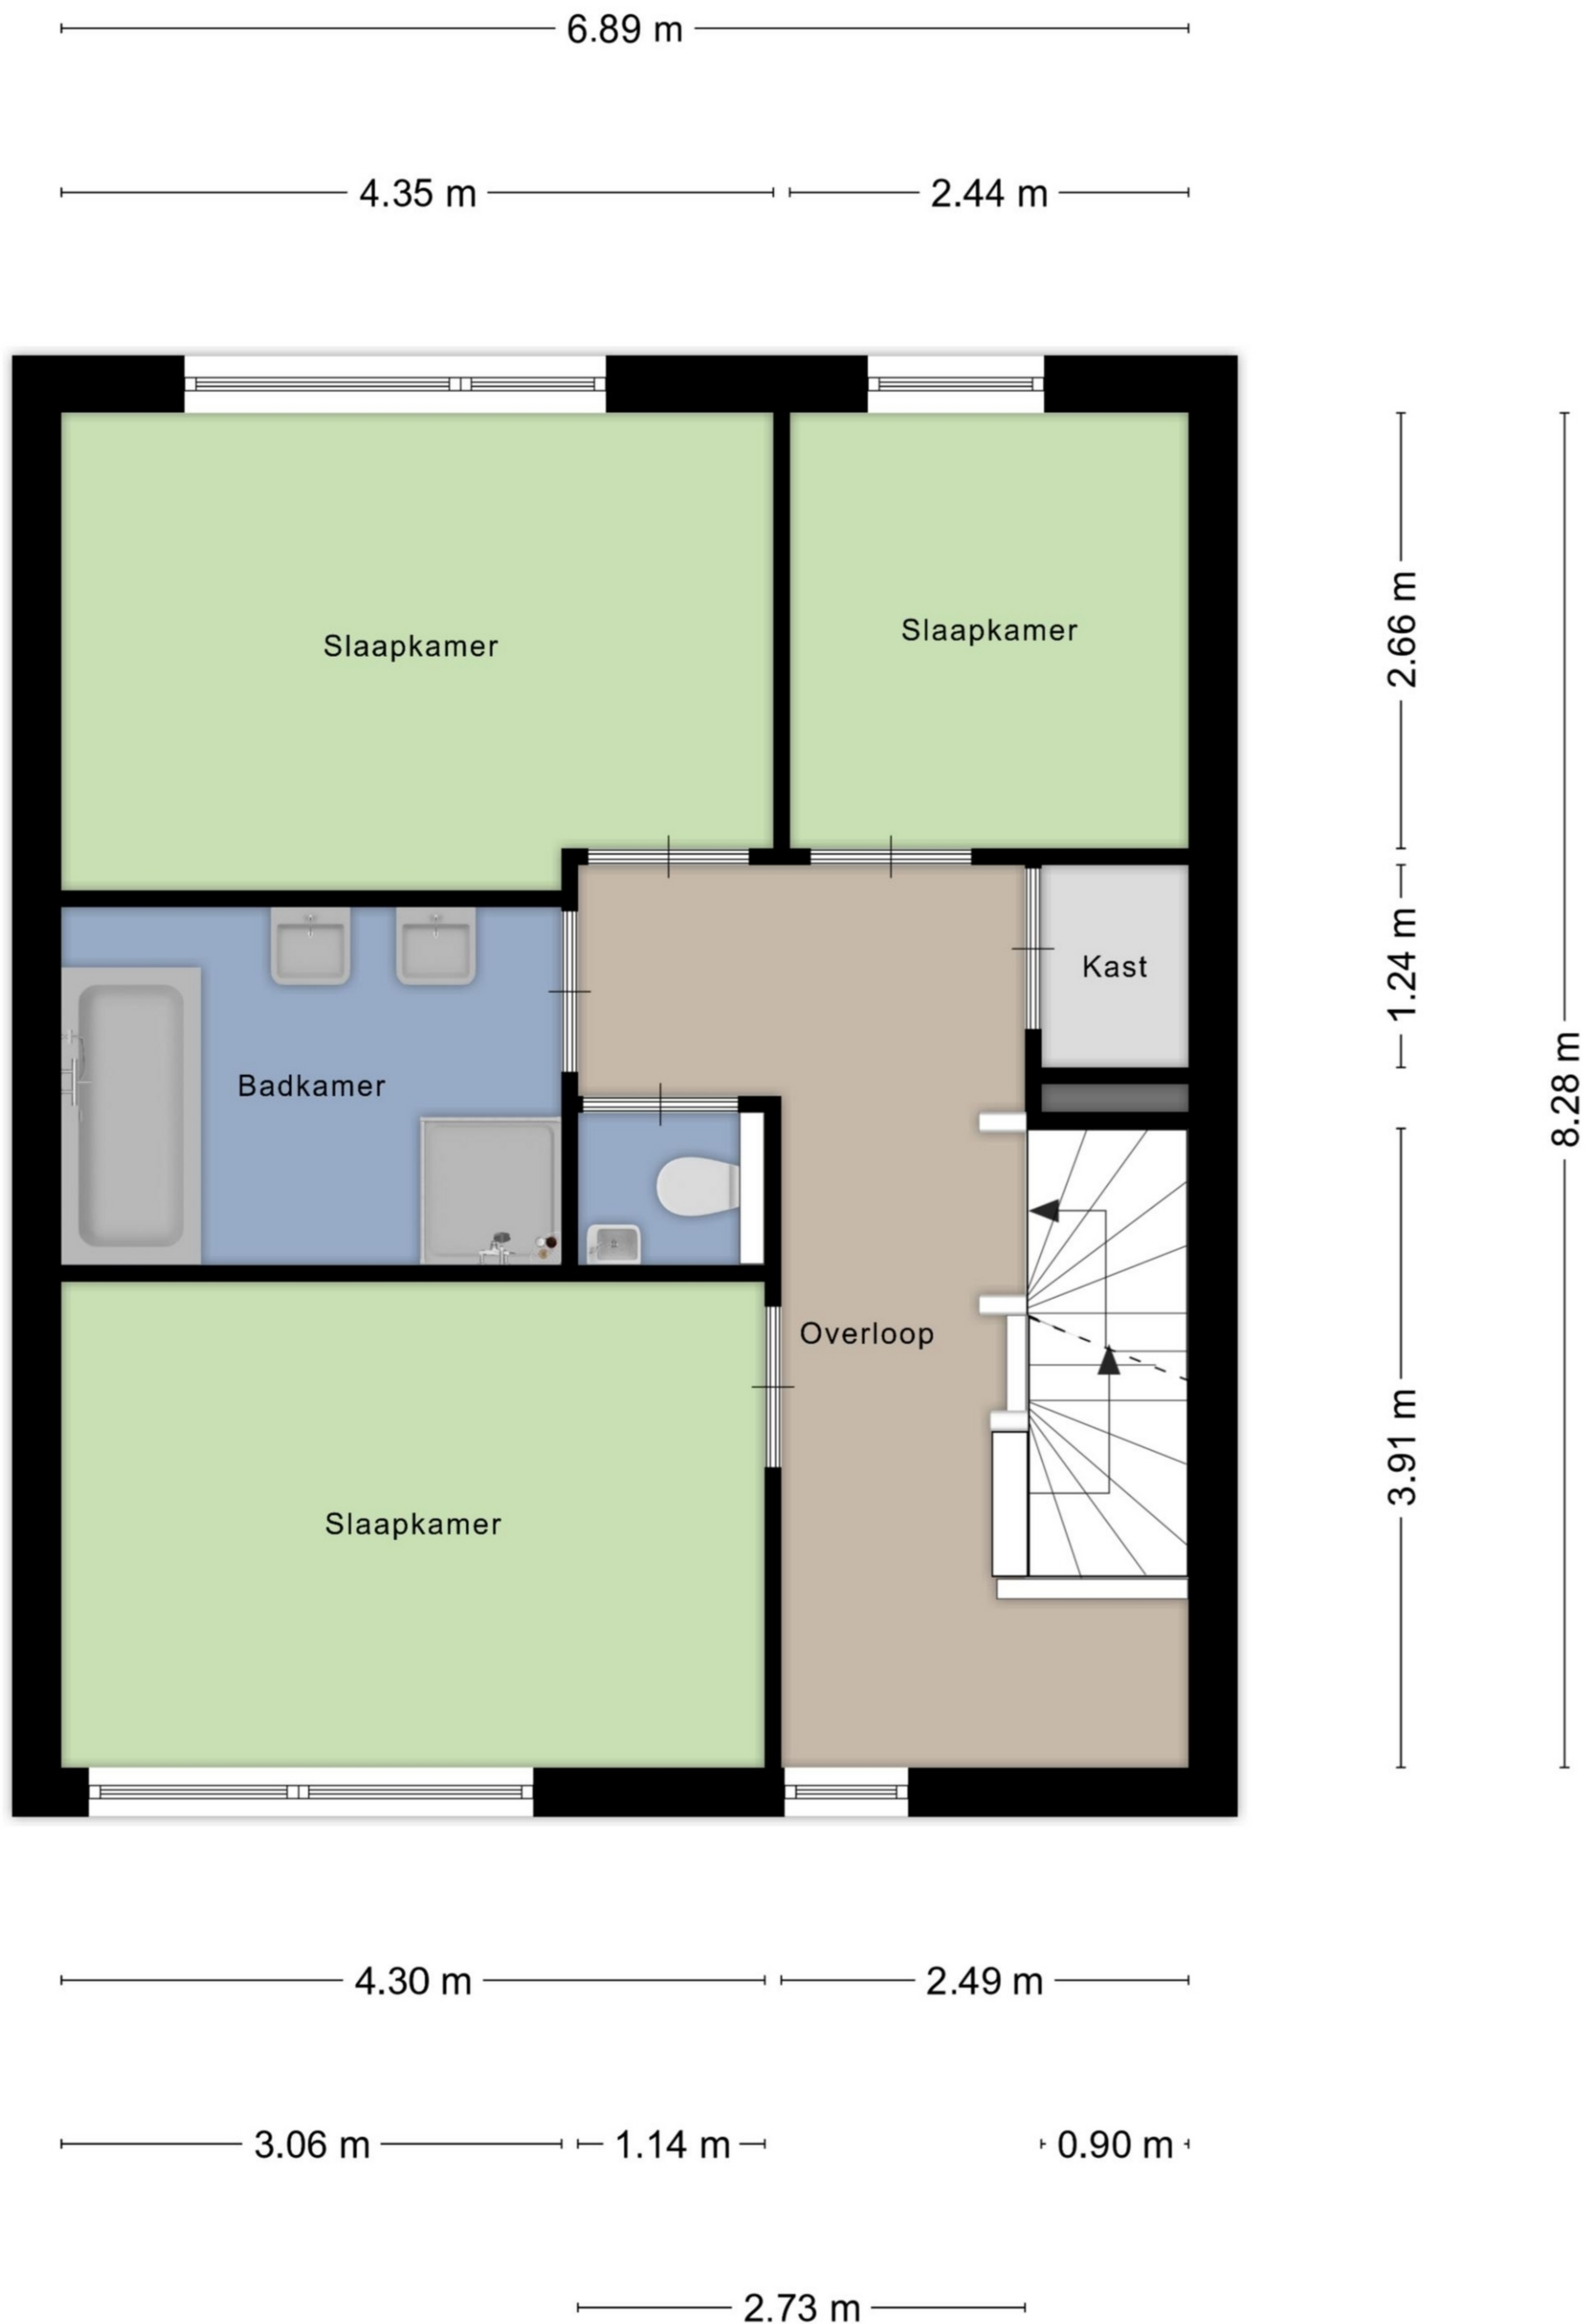 6.89 m
4.35 m
2.44 m
Slaapkamer
Slaapkamer
2.66 m
Kast
1.24 m
Badkamer
8.28 m
Overloop
3.91 m
Slaapkamer
4.30 m
2.49 m
3.06 m
1.14 m
0.90 m
2.73 m